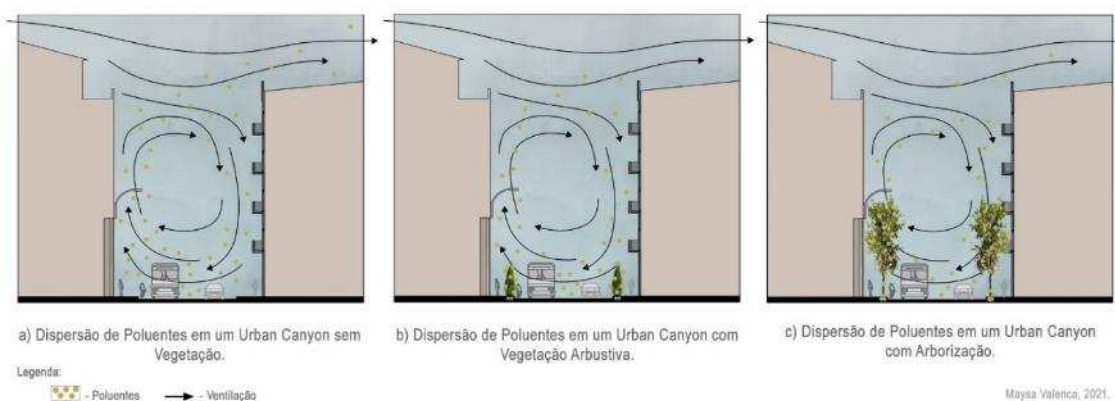 a) Dispersão de Poluentes em um Urban Canyon sem
Vegetação.
b) Dispersão de Poluentes em um Urban Canyon com
Vegetação Arbustiva.
c) Dispersão de Poluentes em um Urban Canyon
com Arborização.
Legenda:
- Poluentes
- Ventilação
Maysa Valença, 2021.